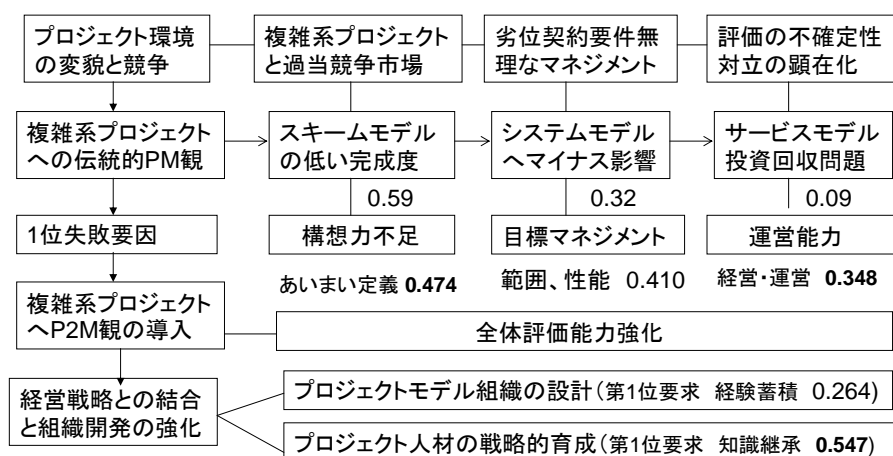 プロジェクト環境
の変貌と競争
複雑系プロジェクト
と過当競争市場
劣位契約要件無
理なマネジメント
評価の不確定性
対立の顕在化
複雑系プロジェクト
への伝統的PM観
スキームモデル
の低い完成度
システムモデル
へマイナス影響
サービスモデル
投資回収問題
0.59
0.32
0.09
1位失敗要因
構想力不足
目標マネジメント
運営能力
あいまい定義 0.474
範囲、性能 0.410
経営・運営 0.348
複雑系プロジェクト
へP2M観の導入
全体評価能力強化
経営戦略との結合
と組織開発の強化
プロジェクトモデル組織の設計(第1位要求 経験蓄積 0.264)
プロジェクト人材の戦略的育成(第1位要求 知識継承 0.547)